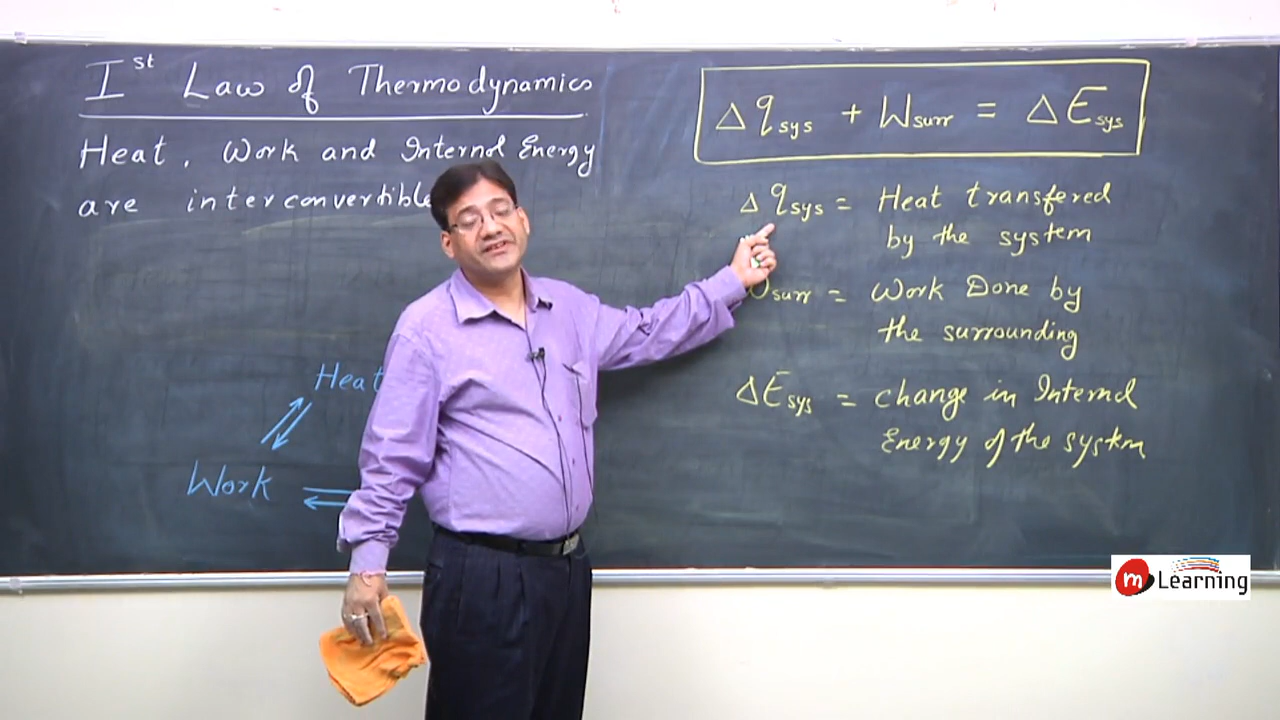 Ist Law of Thermodynamics
Heat, Work and Internal Energy
are interconvertible
Heat
Work
Δqsys + Wsurr = ΔEsys
Δqsys = Heat transfered
by the system
surr = Work Done by
the surrounding
ΔEsys = change in Internal
Energy of the system
m Learning